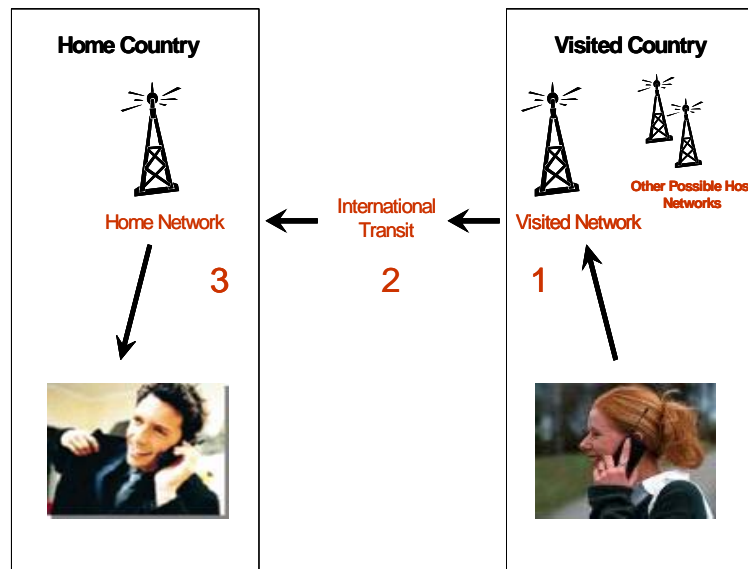 Home Country
Visited Country
Other Possible Hos
Networks
Home Network
International
Transit
Visited Network
3
2
1